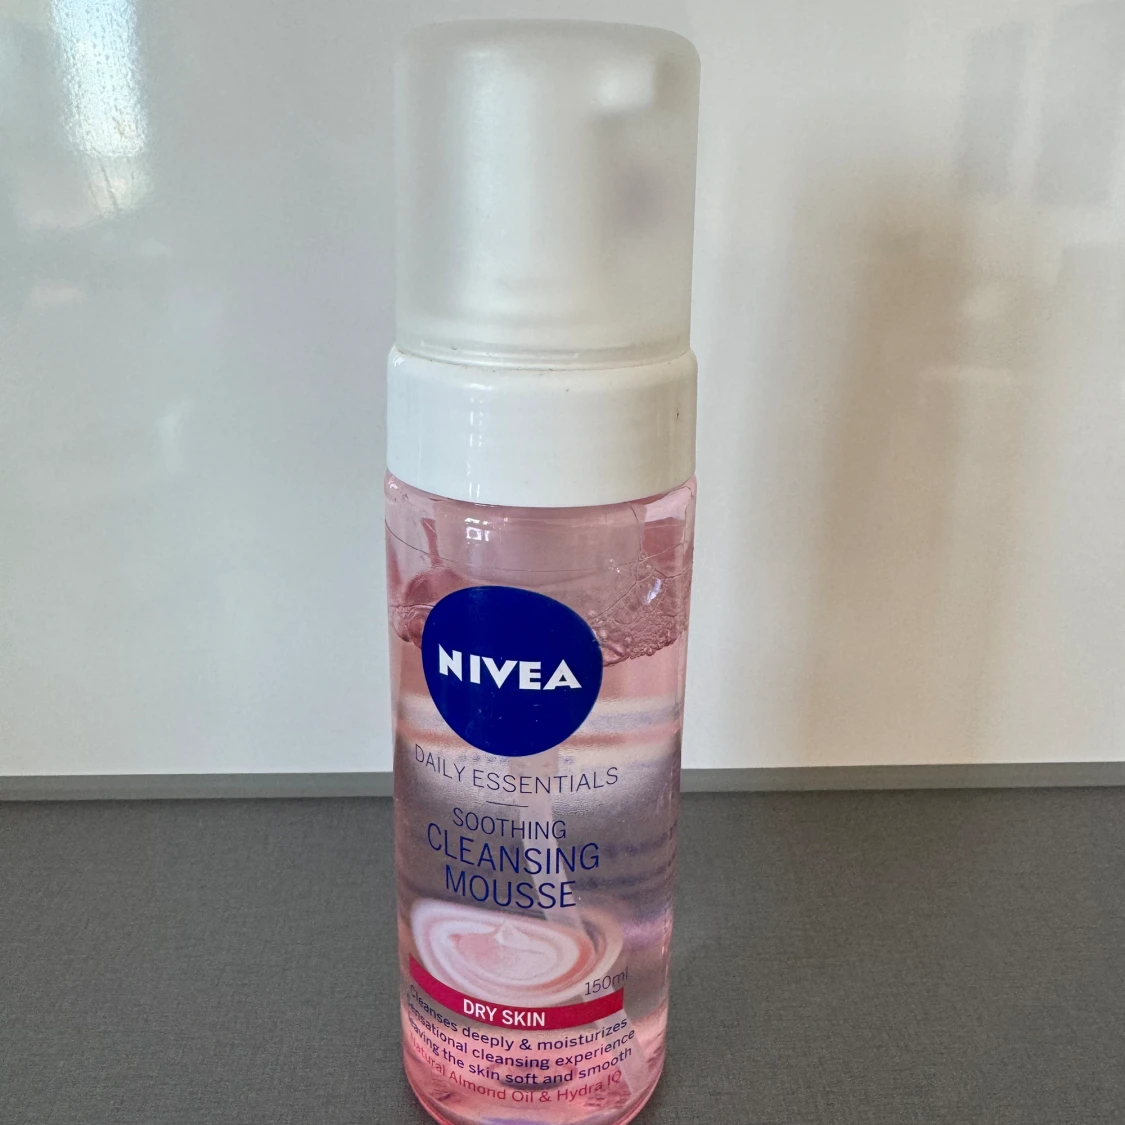 NIVEA
DAILY ESSENTIALS
SOOTHING
CLEANSING
MOUSSE
150ml
DRY SKIN
Cleanses deeply & moisturizes
Sensational cleansing experience
Leaving the skin soft and smooth
Natural Almond Oil & Hydra IQ